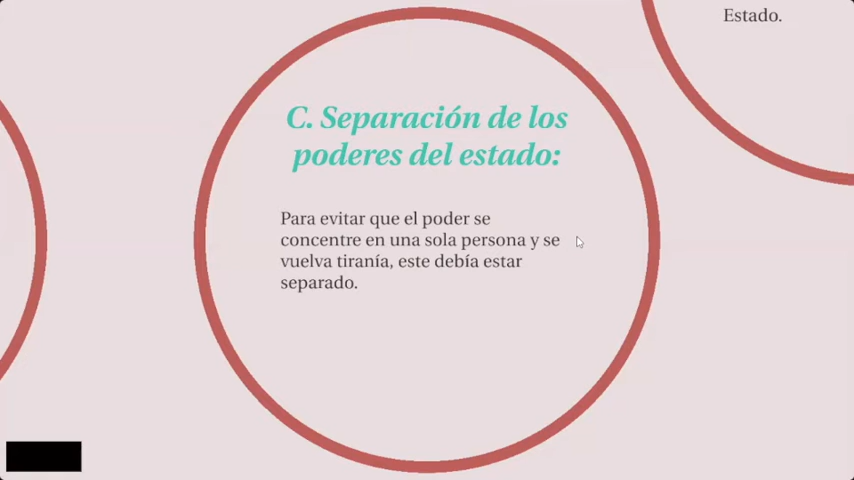 Estado.
C. Separación de los
poderes del estado:
Para evitar que el poder se
concentre en una sola persona y se
vuelva tiranía, este debía estar
separado.